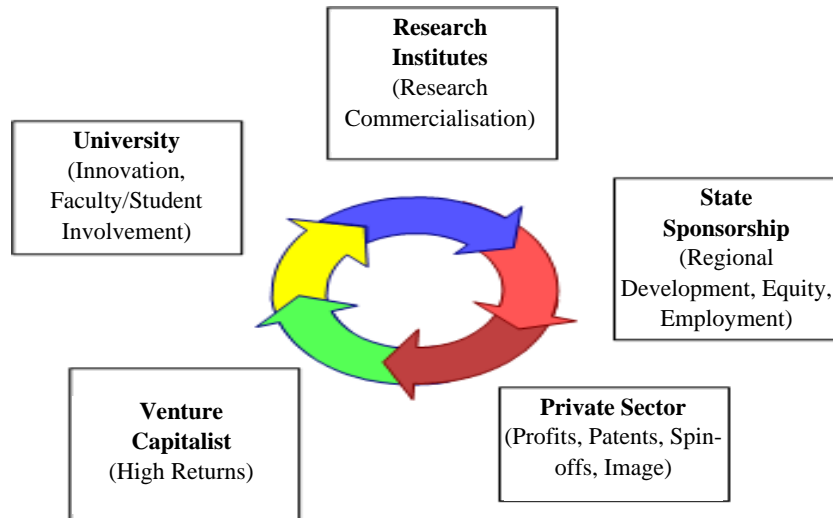 Research
Institutes
(Research
Commercialisation)
University
(Innovation,
Faculty/Student
Involvement)
State
Sponsorship
(Regional
Development, Equity,
Employment)
Venture
Capitalist
(High Returns)
Private Sector
(Profits, Patents, Spin-
offs, Image)